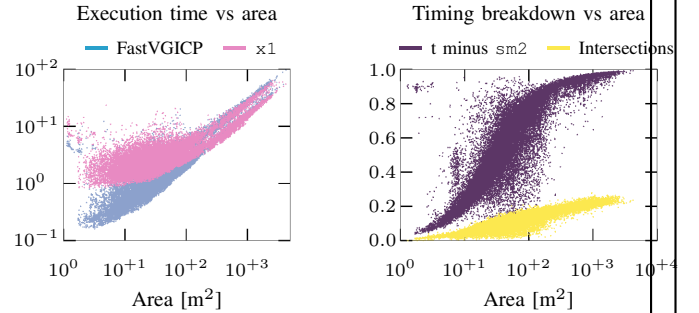 Execution time vs area
FastVGICP x1
10+2
10+1
10^0
10−1
10^0 10+1 10+2 10+3
Area [m²]
Timing breakdown vs area
t minus sm2 Intersections
1.0
0.8
0.6
0.4
0.2
0.0
10^0 10+1 10+2 10+3 10+4
Area [m²]